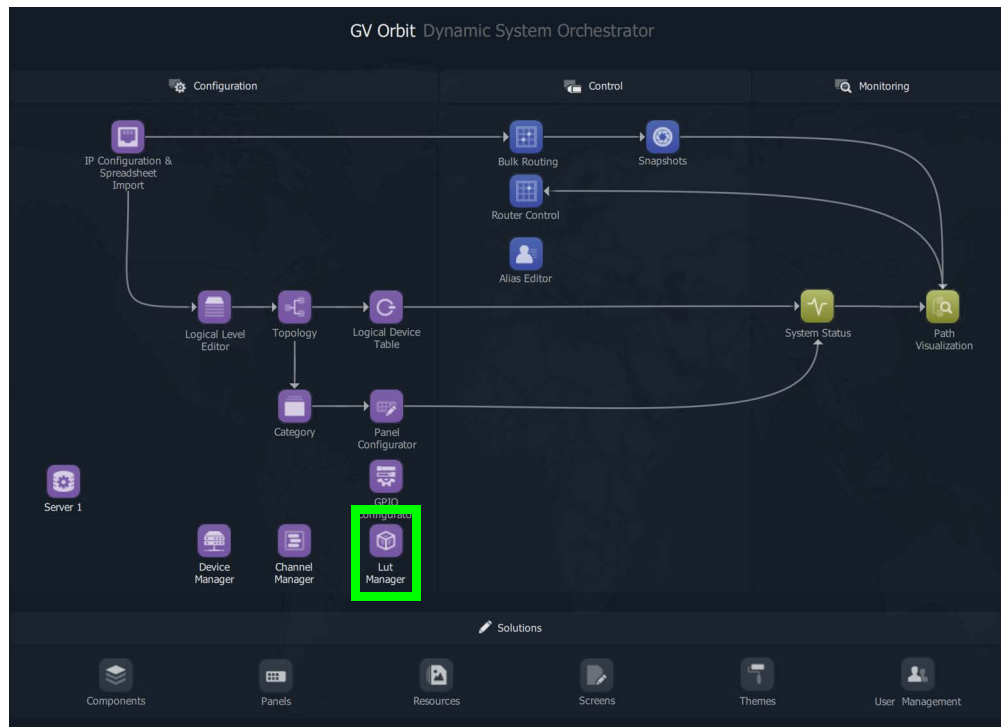 GV Orbit Dynamic System Orchestrator
Configuration
Control
Monitoring
IP Configuration &
Spreadsheet
Import
Bulk Routing
Snapshots
Router Control
Alias Editor
Logical Level
Editor
Topology
Logical Device
Table
System Status
Path
Visualization
Category
Panel
Configurator
Server 1
GPIO
Configurator
Device
Manager
Channel
Manager
Lut
Manager
Solutions
Components
Panels
Resources
Screens
Themes
User Management